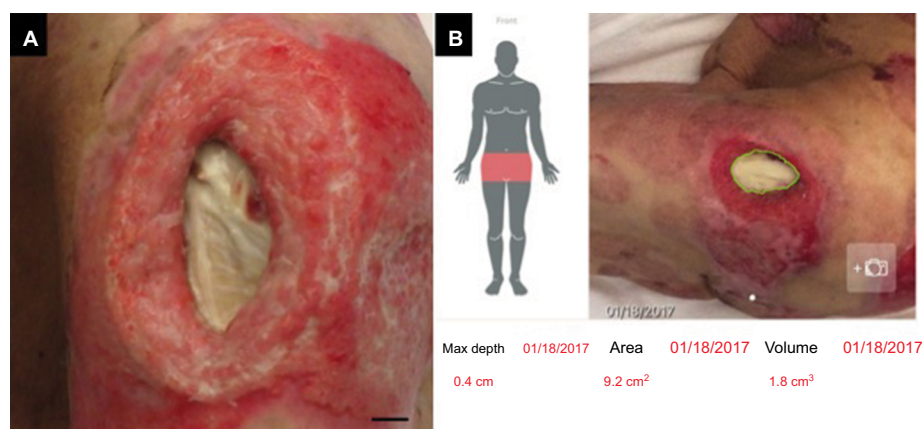 A
B
Front
01/18/2017
Max depth 01/18/2017 Area 01/18/2017 Volume 01/18/2017
0.4 cm 9.2 cm² 1.8 cm³